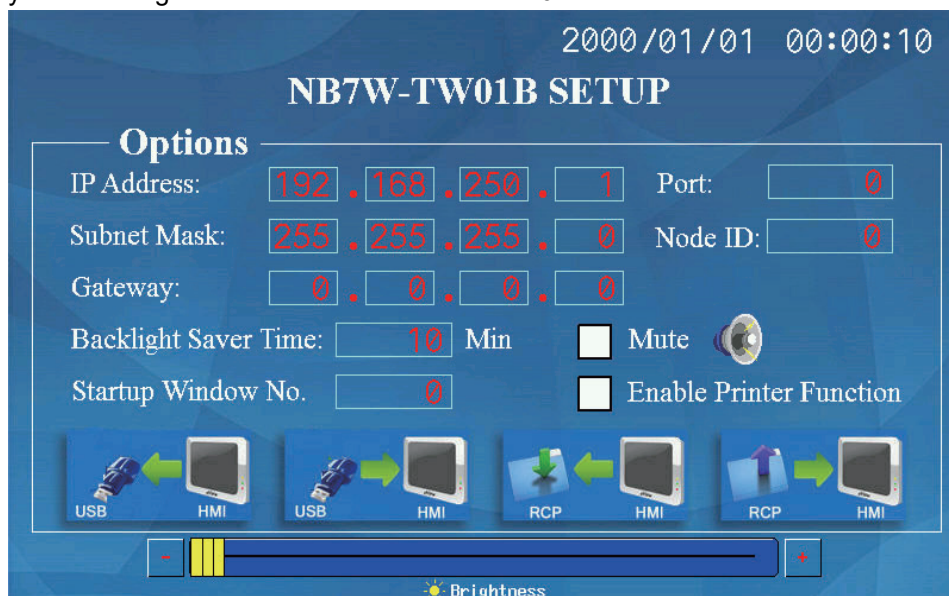 2000/01/01 00:00:10
NB7W-TW01B SETUP
Options
IP Address: 192 . 168 . 250 . 1 Port: 0
Subnet Mask: 255 . 255 . 255 . 0 Node ID: 0
Gateway: 0 . 0 . 0 . 0
Backlight Saver Time: 10 Min Mute
Startup Window No. 0 Enable Printer Function
USB HMI USB HMI RCP HMI RCP HMI
- +
Brightness